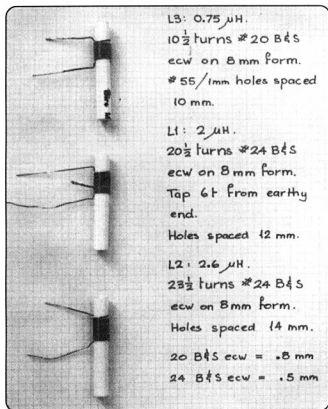 L3: 0.75 µH.
10½ turns #20 B&S
ecw on 8mm form.
#55/1mm holes spaced
10 mm.
L1: 2 µH.
20½ turns #24 B&S
ecw on 8 mm form.
Tap 6t from earthy
end.
Holes spaced 12 mm.
L2: 2.6 µH.
23½ turns #24 B&S
ecw on 8mm form.
Holes spaced 14 mm.
20 B&S ecw = .8 mm
24 B&S ecw = .5 mm